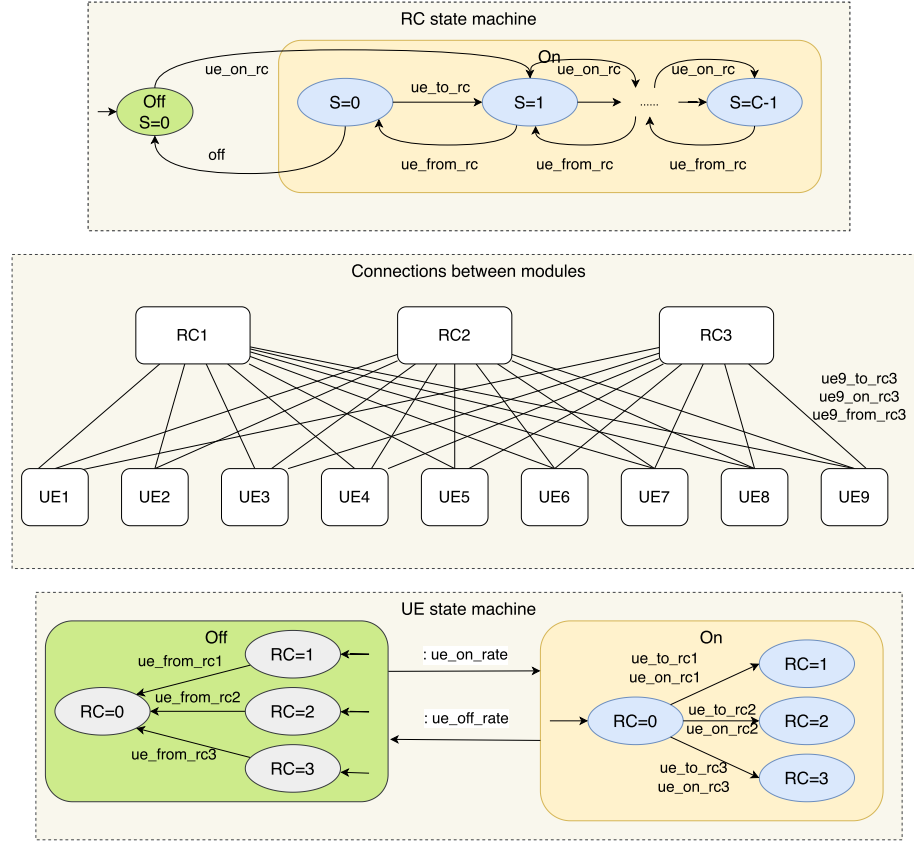 RC state machine
On
ue_on_rc
ue_on_rc
ue_on_rc
ue_to_rc
Off
S=0
S=0
S=1
......
S=C-1
off
ue_from_rc
ue_from_rc
ue_from_rc
Connections between modules
RC1
RC2
RC3
ue9_to_rc3
ue9_on_rc3
ue9_from_rc3
UE1
UE2
UE3
UE4
UE5
UE6
UE7
UE8
UE9
UE state machine
Off
RC=1
ue_from_rc1
RC=0
ue_from_rc2
RC=2
ue_from_rc3
RC=3
: ue_on_rate
: ue_off_rate
On
ue_to_rc1
ue_on_rc1
RC=1
RC=0
ue_to_rc2
ue_on_rc2
RC=2
ue_to_rc3
ue_on_rc3
RC=3